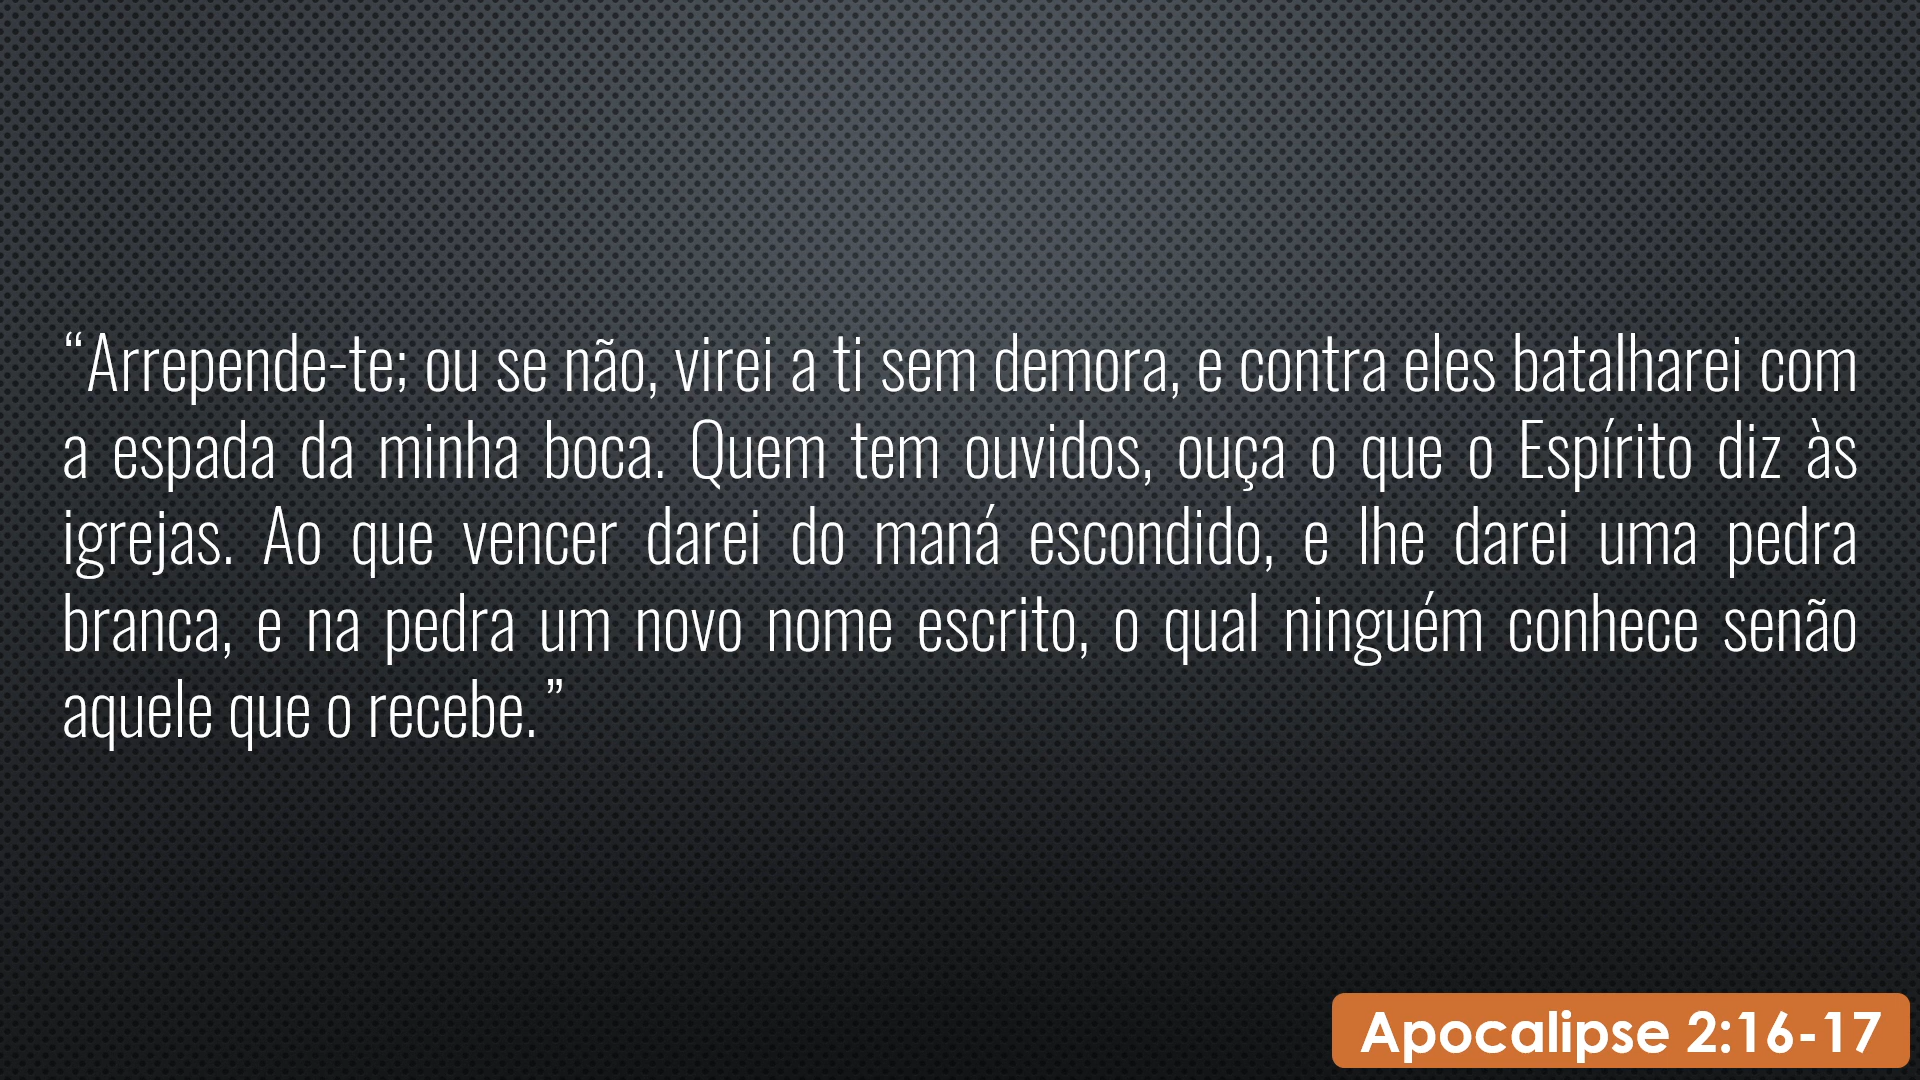 “Arrepende-te; ou se não, virei a ti sem demora, e contra eles batalharei com
a espada da minha boca. Quem tem ouvidos, ouça o que o Espírito diz às
igrejas. Ao que vencer darei do maná escondido, e lhe darei uma pedra
branca, e na pedra um novo nome escrito, o qual ninguém conhece senão
aquele que o recebe.”
Apocalipse 2:16-17